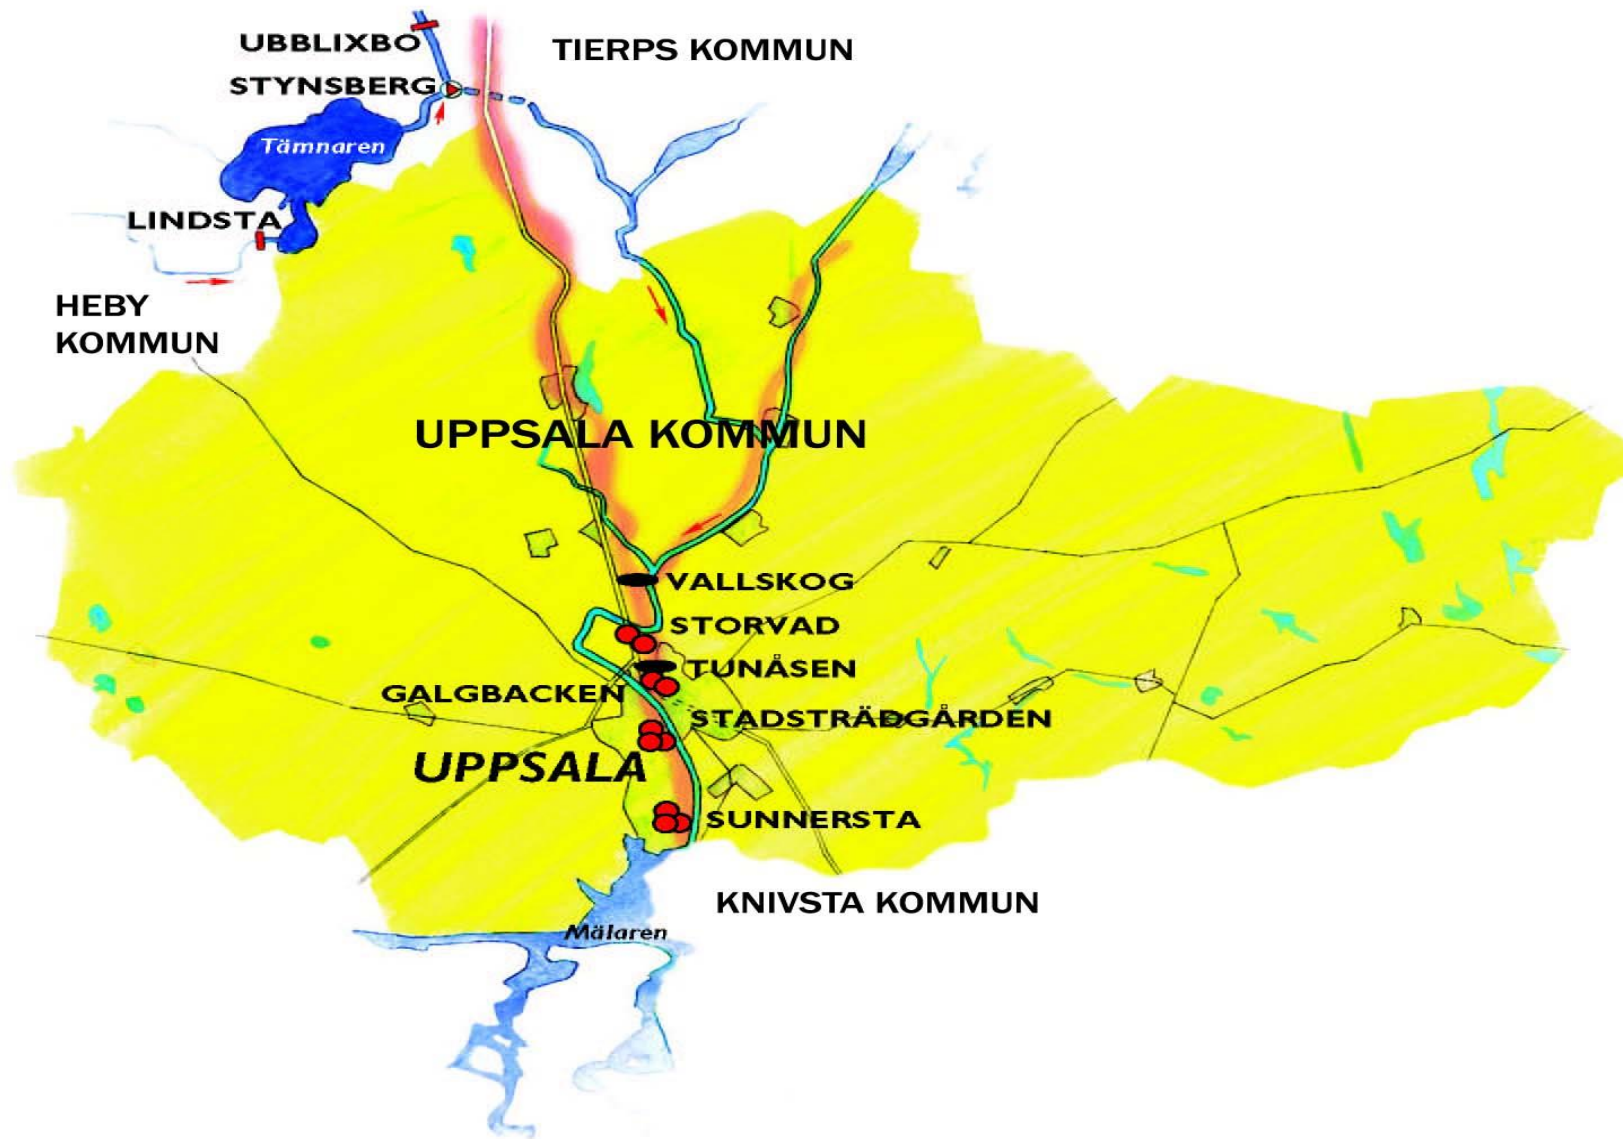 UBBLIXBO
TIERPS KOMMUN
STYNSBERG
Tämnaren
LINDSTA
HEBY
KOMMUN
UPPSALA KOMMUN
VALLSKOG
STORVAD
TUNÅSEN
GALGBACKEN
STADSTRÄDGÅRDEN
UPPSALA
SUNNERSTA
KNIVSTA KOMMUN
Mälaren